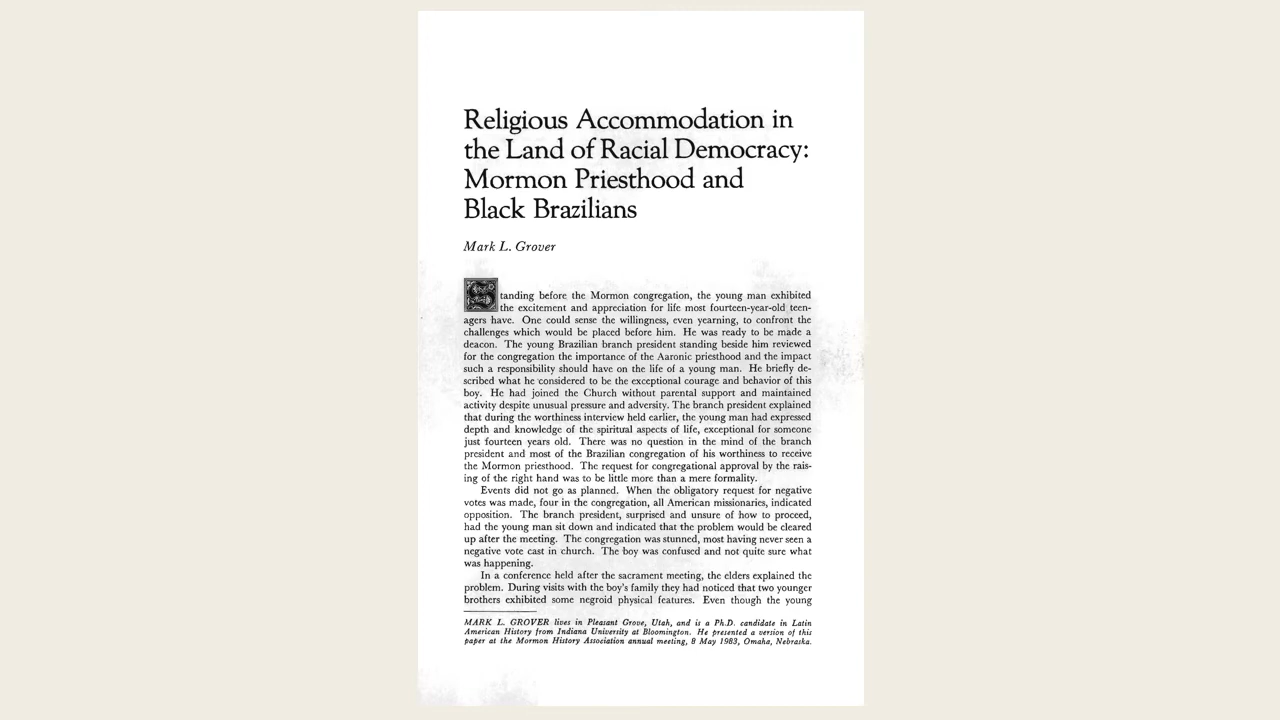 Religious Accommodation in
the Land of Racial Democracy:
Mormon Priesthood and
Black Brazilians
Mark L. Grover
Standing before the Mormon congregation, the young man exhibited
the excitement and appreciation for life most fourteen-year-old teen-
agers have. One could sense the willingness, even yearning, to confront the
challenges which would be placed before him. He was ready to be made a
deacon. The young Brazilian branch president standing beside him reviewed
for the congregation the importance of the Aaronic priesthood and the impact
such a responsibility should have on the life of a young man. He briefly de-
scribed what he considered to be the exceptional courage and behavior of this
boy. He had joined the Church without parental support and maintained
activity despite unusual pressure and adversity. The branch president explained
that during the worthiness interview held earlier, the young man had expressed
depth and knowledge of the spiritual aspects of life, exceptional for someone
just fourteen years old. There was no question in the mind of the branch
president and most of the Brazilian congregation of his worthiness to receive
the Mormon priesthood. The request for congregational approval by the rais-
ing of the right hand was to be little more than a mere formality.
Events did not go as planned. When the obligatory request for negative
votes was made, four in the congregation, all American missionaries, indicated
opposition. The branch president, surprised and unsure of how to proceed,
had the young man sit down and indicated that the problem would be cleared
up after the meeting. The congregation was stunned, most having never seen a
negative vote cast in church. The boy was confused and not quite sure what
was happening.
In a conference held after the sacrament meeting, the elders explained the
problem. During visits with the boy's family they had noticed that two younger
brothers exhibited some negroid physical features. Even though the young
MARK L. GROVER lives in Pleasant Grove, Utah, and is a Ph.D. candidate in Latin
American History from Indiana University at Bloomington. He presented a version of this
paper at the Mormon History Association annual meeting, 8 May 1983, Omaha, Nebraska.